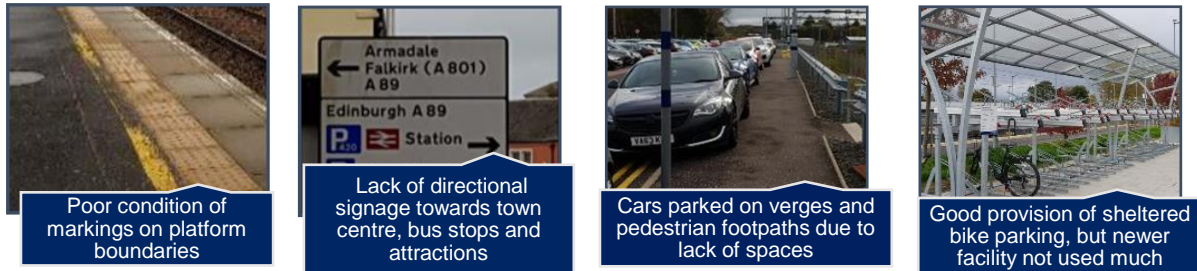 Armadale
Falkirk (A801)
A89
Edinburgh A89
P
420
Station
Poor condition of
markings on platform
boundaries
Lack of directional
signage towards town
centre, bus stops and
attractions
Cars parked on verges and
pedestrian footpaths due to
lack of spaces
Good provision of sheltered
bike parking, but newer
facility not used much